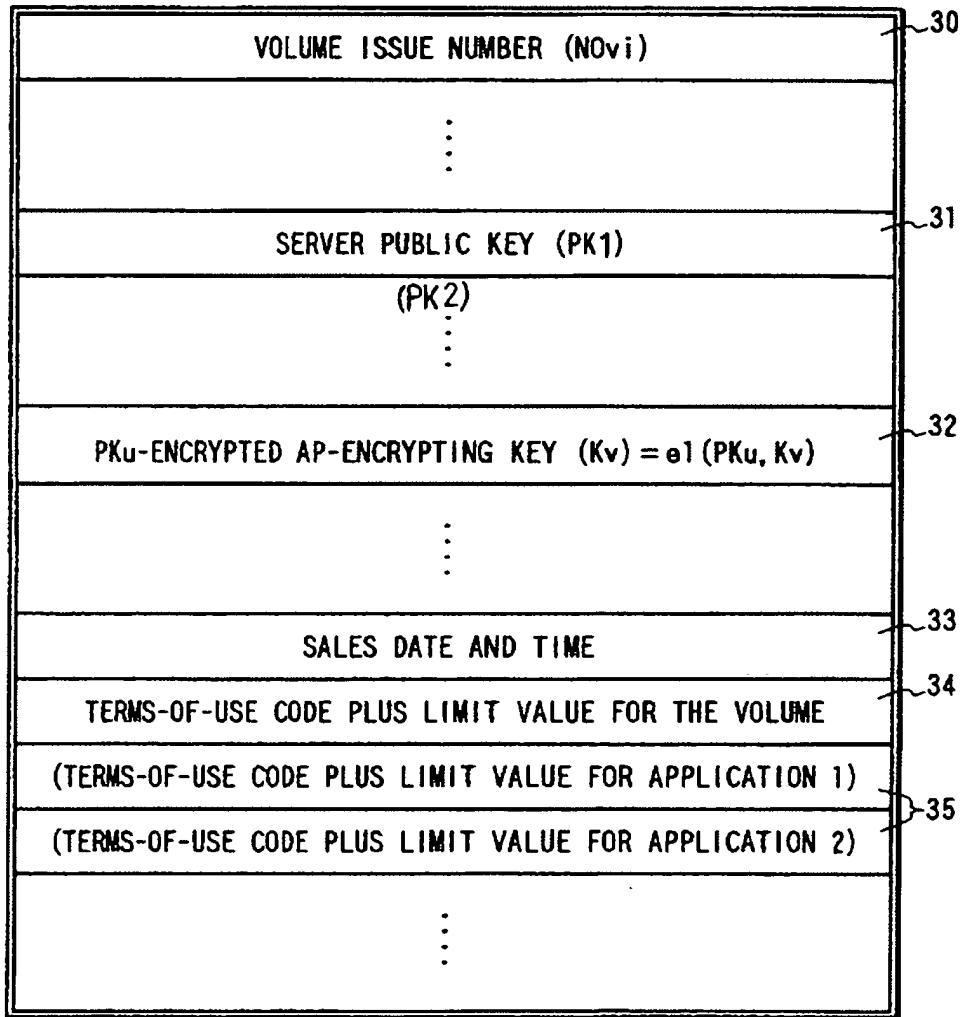 30
VOLUME ISSUE NUMBER (NOvi)
31
SERVER PUBLIC KEY (PK1)
(PK2)
32
PKu-ENCRYPTED AP-ENCRYPTING KEY (Kv) = e1(PKu, Kv)
33
SALES DATE AND TIME
34
TERMS-OF-USE CODE PLUS LIMIT VALUE FOR THE VOLUME
(TERMS-OF-USE CODE PLUS LIMIT VALUE FOR APPLICATION 1)
35
(TERMS-OF-USE CODE PLUS LIMIT VALUE FOR APPLICATION 2)